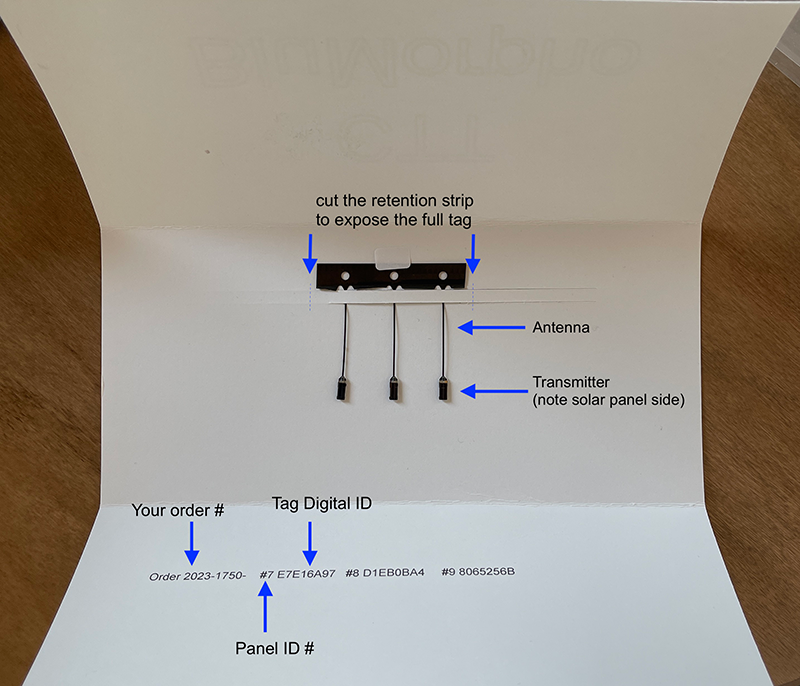 BluMorpho
cut the retention strip
to expose the full tag
Antenna
Transmitter
(note solar panel side)
Your order #
Tag Digital ID
Order 2023-1750- #7 E7E16A97 #8 D1EB0BA4 #9 8065256B
Panel ID #